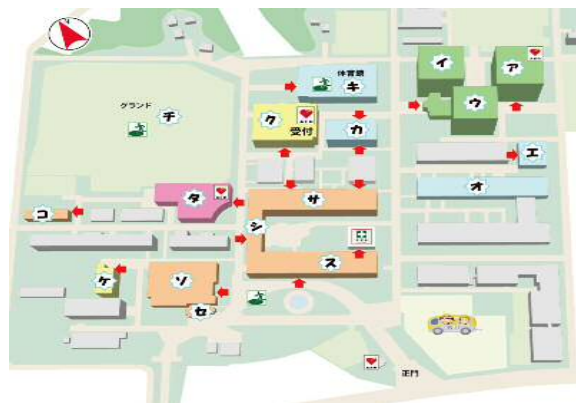 体育館
イ
ア
キ
ウ
グランド
チ
ク
受付
カ
エ
オ
タ
サ
コ
シ
ス
ケ
ソ
セ
正門